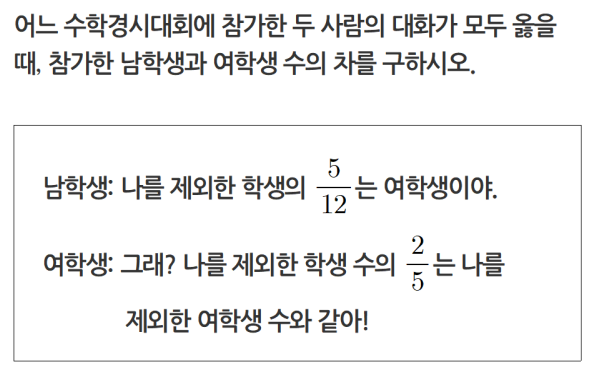 어느 수학경시대회에 참가한 두 사람의 대화가 모두 옳을
때, 참가한 남학생과 여학생 수의 차를 구하시오.
남학생: 나를 제외한 학생의 5/12는 여학생이야.
여학생: 그래? 나를 제외한 학생 수의 2/5는 나를
제외한 여학생 수와 같아!